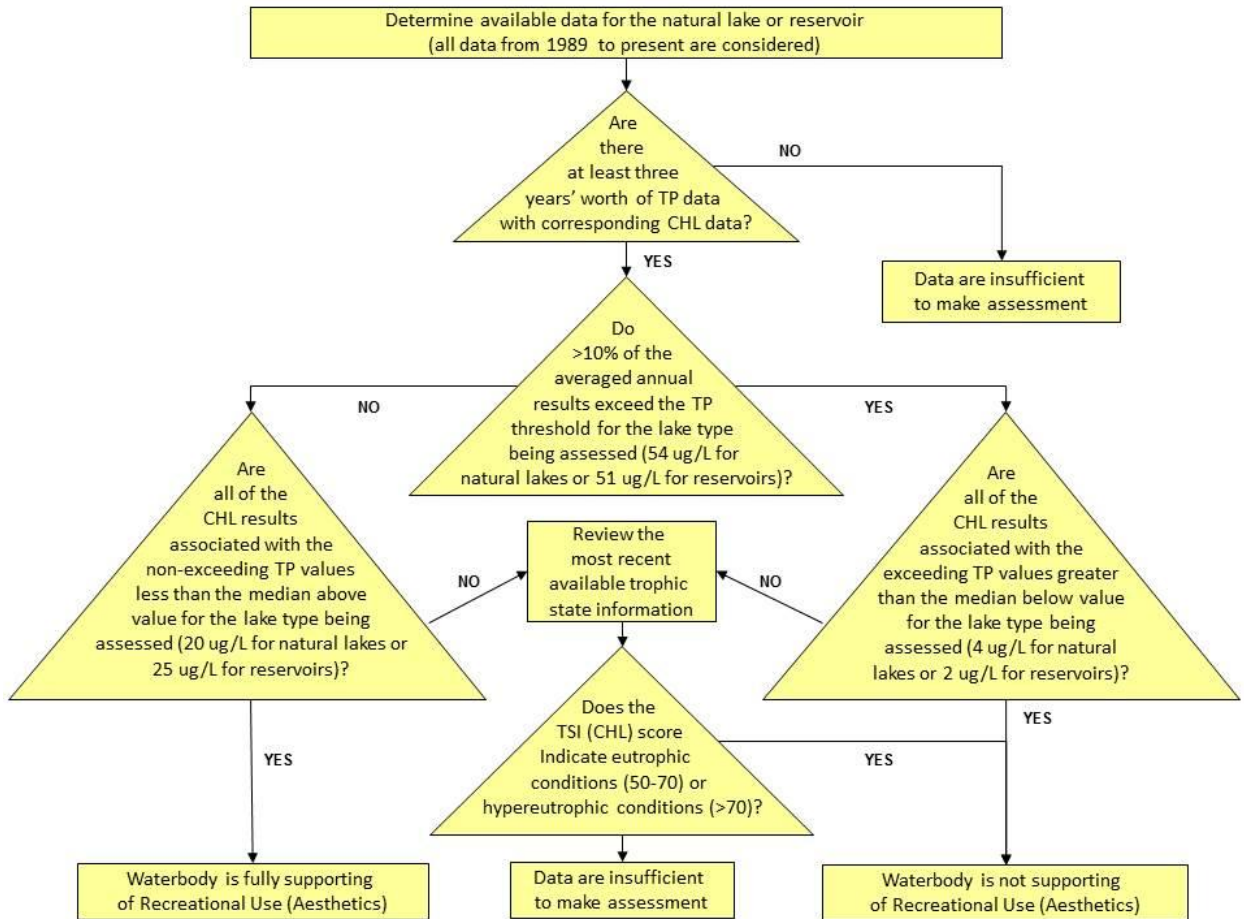 Determine available data for the natural lake or reservoir
(all data from 1989 to present are considered)
Are
there
at least three
years' worth of TP data
with corresponding CHL data?
NO
YES
Data are insufficient
to make assessment
Do
>10% of the
averaged annual
results exceed the TP
threshold for the lake type
being assessed (54 ug/L for
natural lakes or 51 ug/L for reservoirs)?
NO
YES
Are
all of the
CHL results
associated with the
non-exceeding TP values
less than the median above
value for the lake type being
assessed (20 ug/L for natural lakes or
25 ug/L for reservoirs)?
NO
YES
Review the
most recent
available trophic
state information
Are
all of the
CHL results
associated with the
exceeding TP values greater
than the median below value
for the lake type being
assessed (4 ug/L for natural
lakes or 2 ug/L for reservoirs)?
NO
YES
Does the
TSI (CHL) score
Indicate eutrophic
conditions (50-70) or
hypereutrophic conditions (>70)?
YES
Waterbody is fully supporting
of Recreational Use (Aesthetics)
Data are insufficient
to make assessment
Waterbody is not supporting
of Recreational Use (Aesthetics)